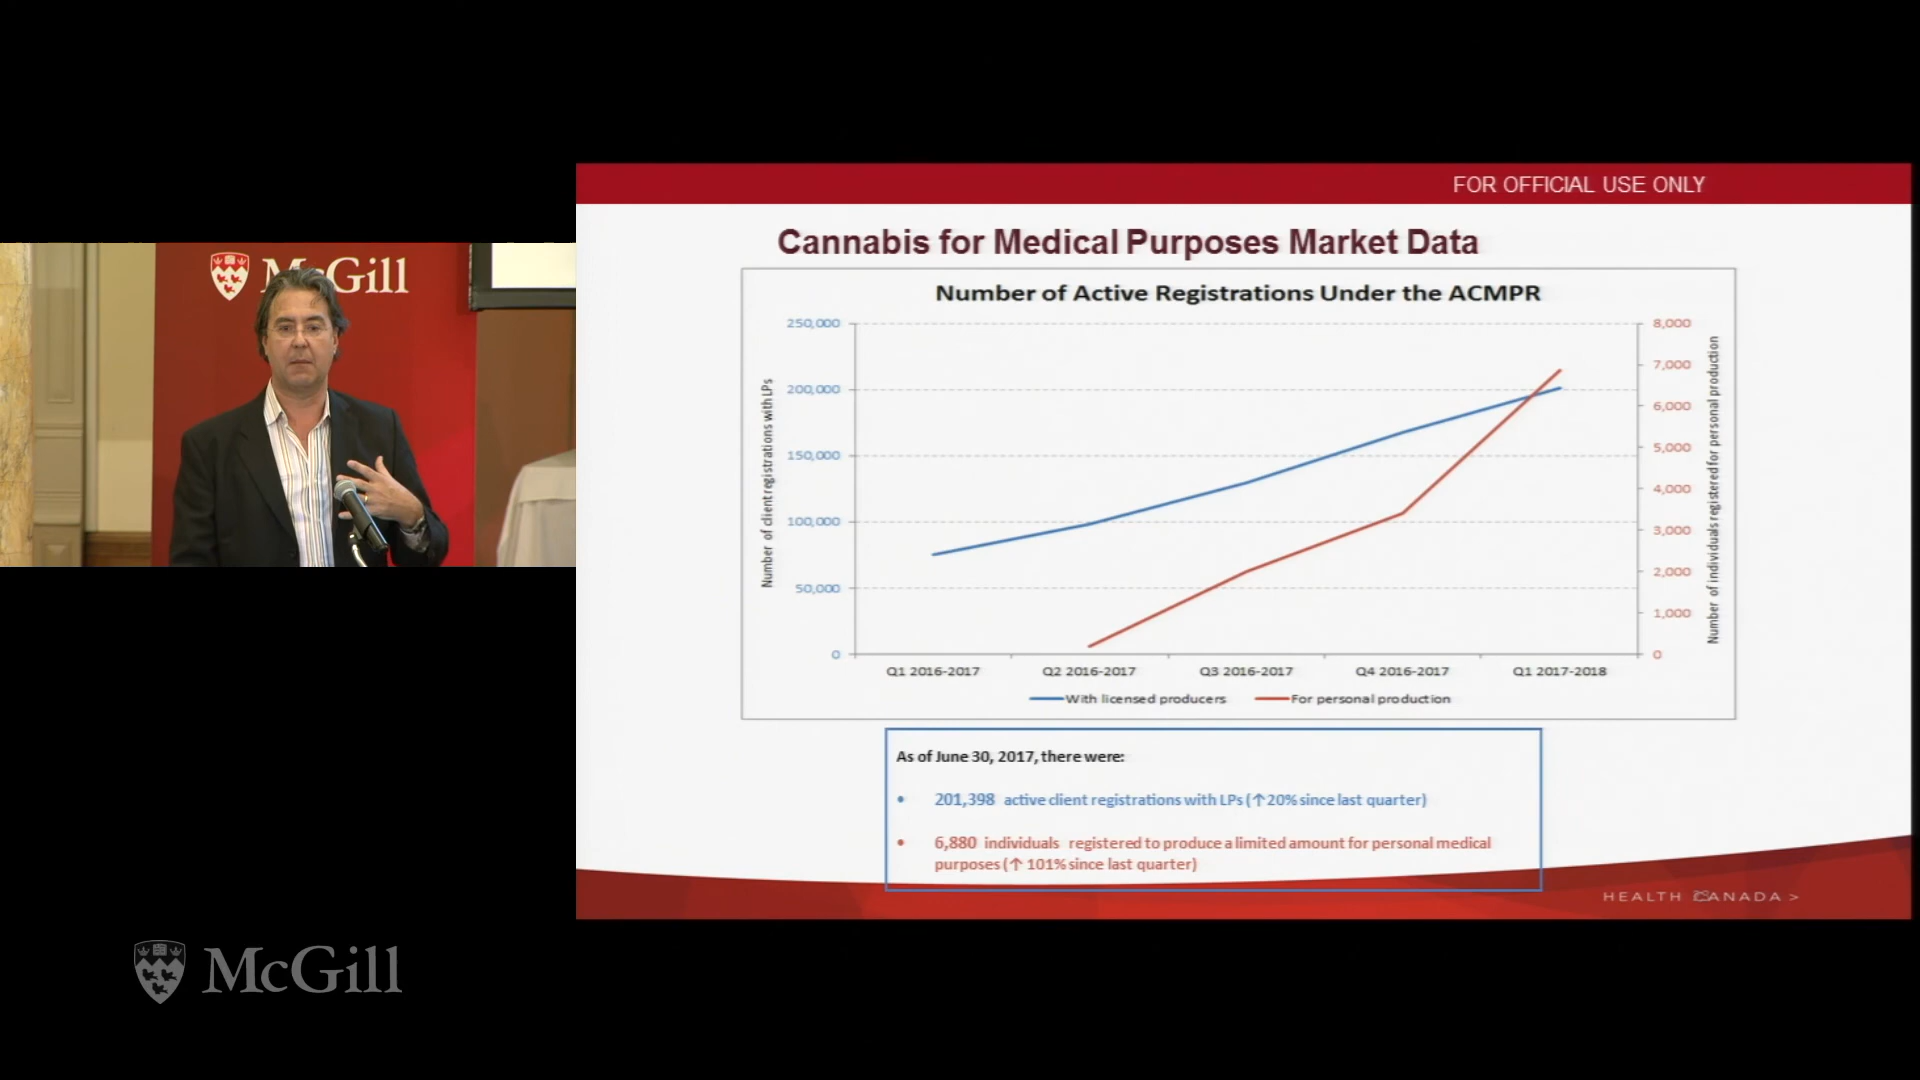 McGill
FOR OFFICIAL USE ONLY
Cannabis for Medical Purposes Market Data
Number of Active Registrations Under the ACMPR
Number of client registrations with LPs
250,000
200,000
150,000
100,000
50,000
0
8,000
7,000
6,000
5,000
4,000
3,000
2,000
1,000
0
Number of individuals registered for personal production
Q1 2016-2017 Q2 2016-2017 Q3 2016-2017 Q4 2016-2017 Q1 2017-2018
With licensed producers For personal production
As of June 30, 2017, there were:
• 201,398 active client registrations with LPs (↑20% since last quarter)
• 6,880 individuals registered to produce a limited amount for personal medical
purposes (↑ 101% since last quarter)
HEALTH CANADA >
McGill